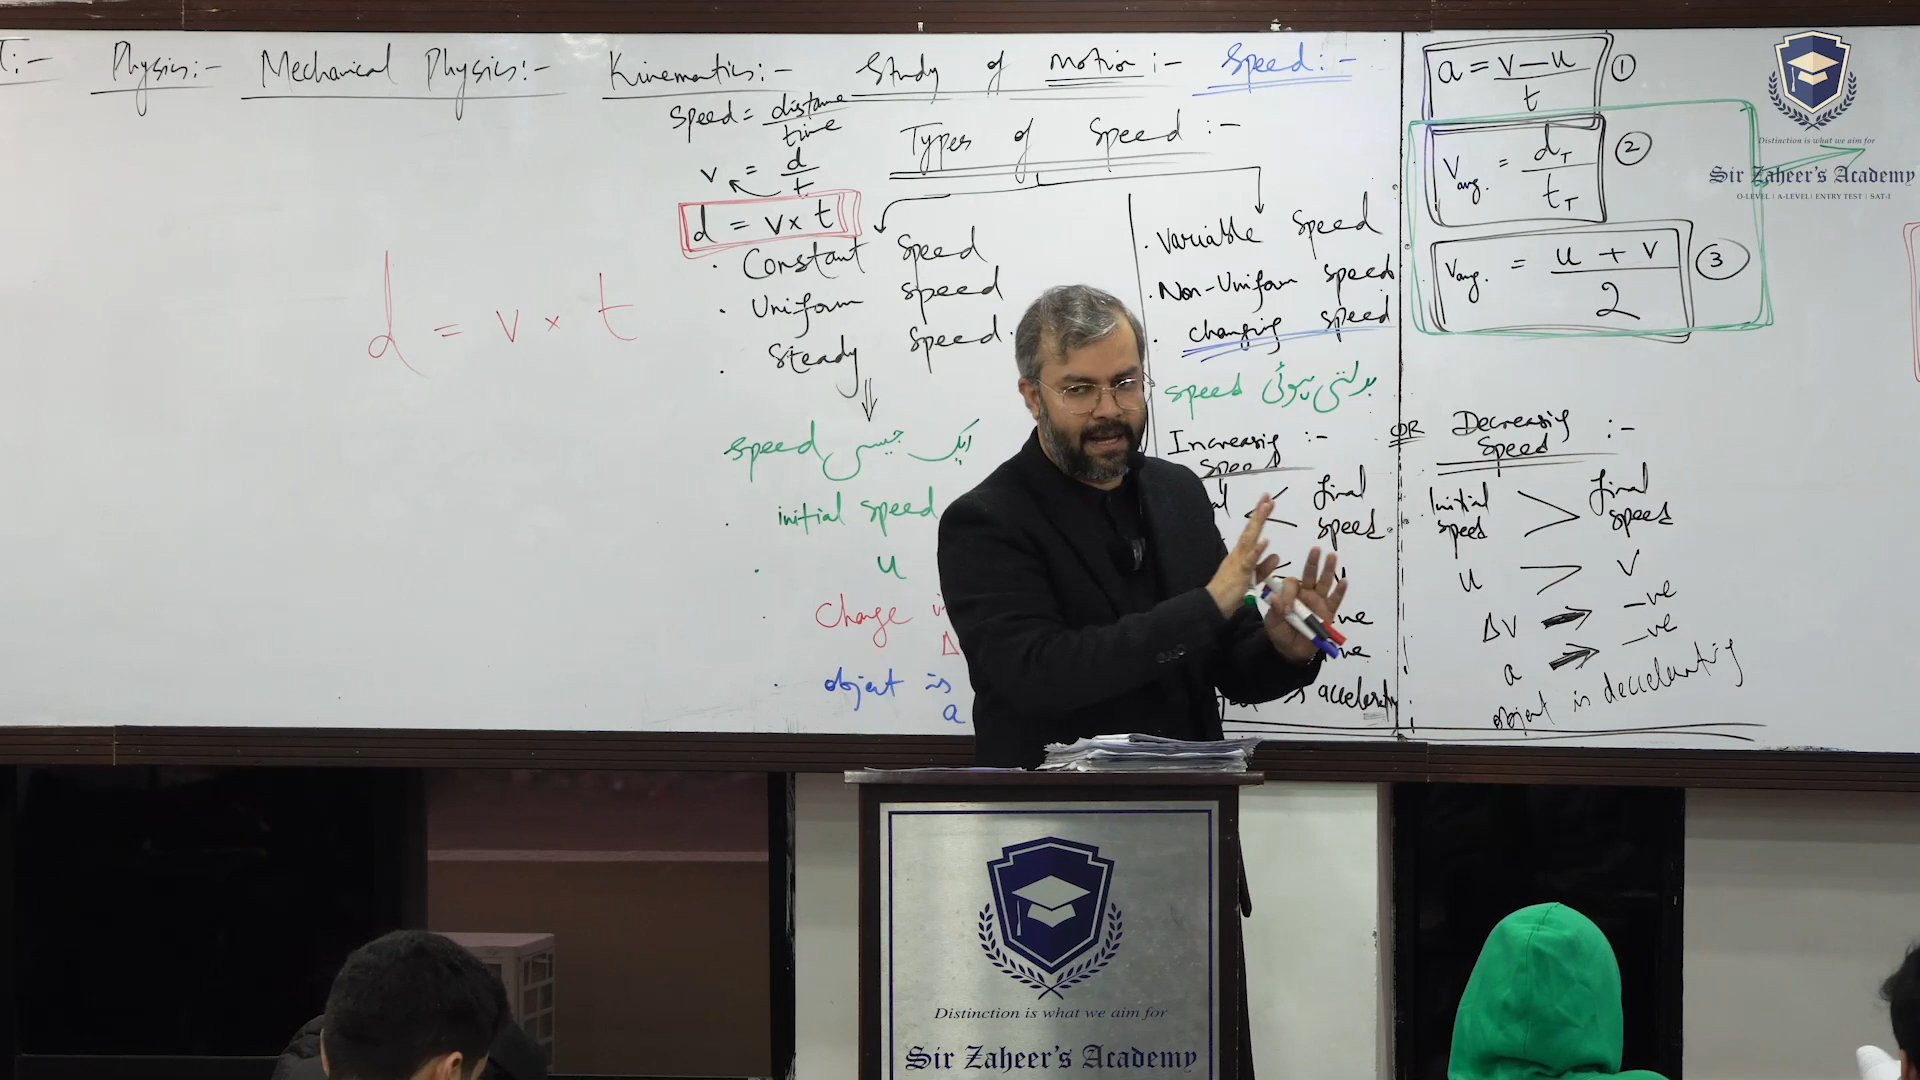 Physics:- Mechanical Physics:- Kinematics:- Study of motion :- Speed :-
speed = distance
time
v = d
t
d = v x t
Types of Speed :-
. Constant Speed
. Uniform speed
. Steady speed.
speed ایک جیسی
. initial speed
. u
. Change
Δ
. object is
a
d = v x t
. Variable speed
. Non-Uniform speed
. changing speed
speed بدلتی ہوئی
Increasing :-
speed
< final
speed
ve
ve
accelerating
OR
Decreasing :-
speed
Initial speed > final speed
u > v
Δv → -ve
a → -ve
object is deccelerating
a = v – u
t
①
Vavg. = dT
tT
②
Vavg. = u + v
2
③
Distinction is what we aim for
Sir Zaheer's Academy
O-LEVEL | A-LEVEL | ENTRY TEST | SAT-I
Distinction is what we aim for
Sir Zaheer's Academy